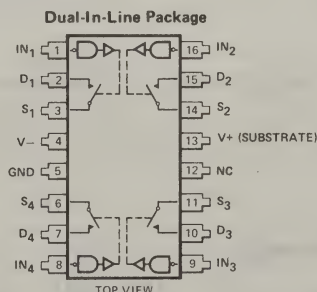 Dual-In-Line Package
IN1 1 16 IN2
D1 2 15 D2
S1 3 14 S2
V− 4 13 V+ (SUBSTRATE)
GND 5 12 NC
S4 6 11 S3
D4 7 10 D3
IN4 8 9 IN3
TOP VIEW